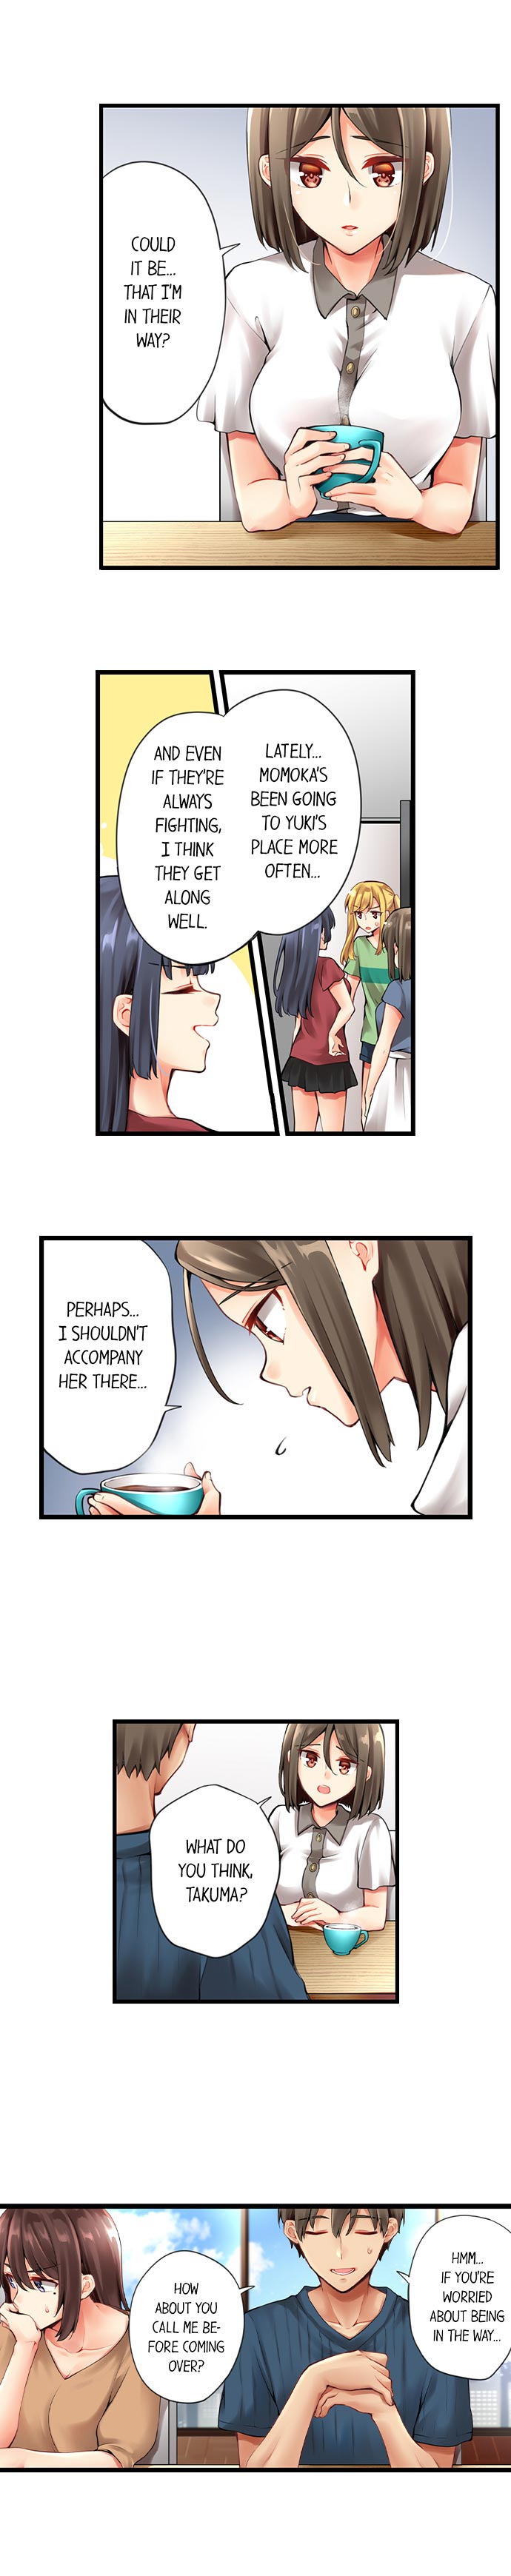 COULD
IT BE...
THAT I'M
IN THEIR
WAY?
LATELY...
MOMOKA'S
BEEN GOING
TO YUKI'S
PLACE MORE
OFTEN...
AND EVEN
IF THEY'RE
ALWAYS
FIGHTING,
I THINK
THEY GET
ALONG
WELL.
PERHAPS...
I SHOULDN'T
ACCOMPANY
HER THERE...
WHAT DO
YOU THINK,
TAKUMA?
HMM...
IF YOU'RE
WORRIED
ABOUT BEING
IN THE WAY...
HOW
ABOUT YOU
CALL ME BE-
FORE COMING
OVER?